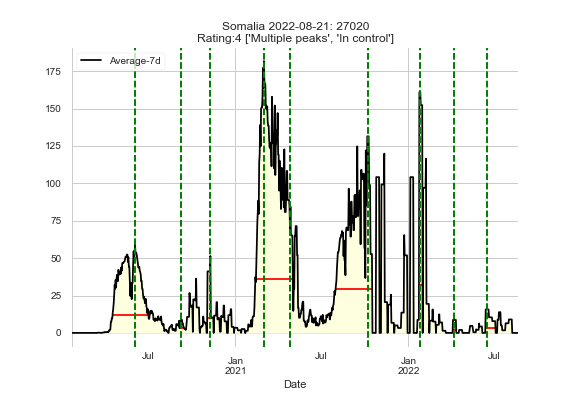 Somalia 2022-08-21: 27020
Rating:4 ['Multiple peaks', 'In control']
Average-7d
175
150
125
100
75
50
25
0
Jul
Jan
2021
Jul
Jan
2022
Jul
Date